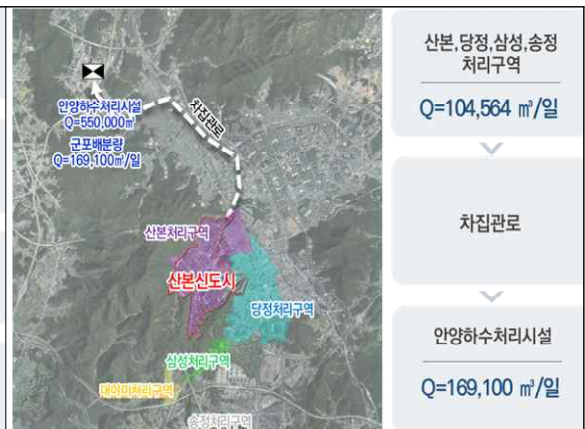 안양하수처리시설
Q=550,000㎥
군포배분량
Q=169,100㎥/일
차집관로
산본처리구역
산본신도시
당정처리구역
삼성처리구역
대야미처리구역
송정처리구역
산본,당정,삼성,송정
처리구역
Q=104,564 ㎥/일
차집관로
안양하수처리시설
Q=169,100 ㎥/일